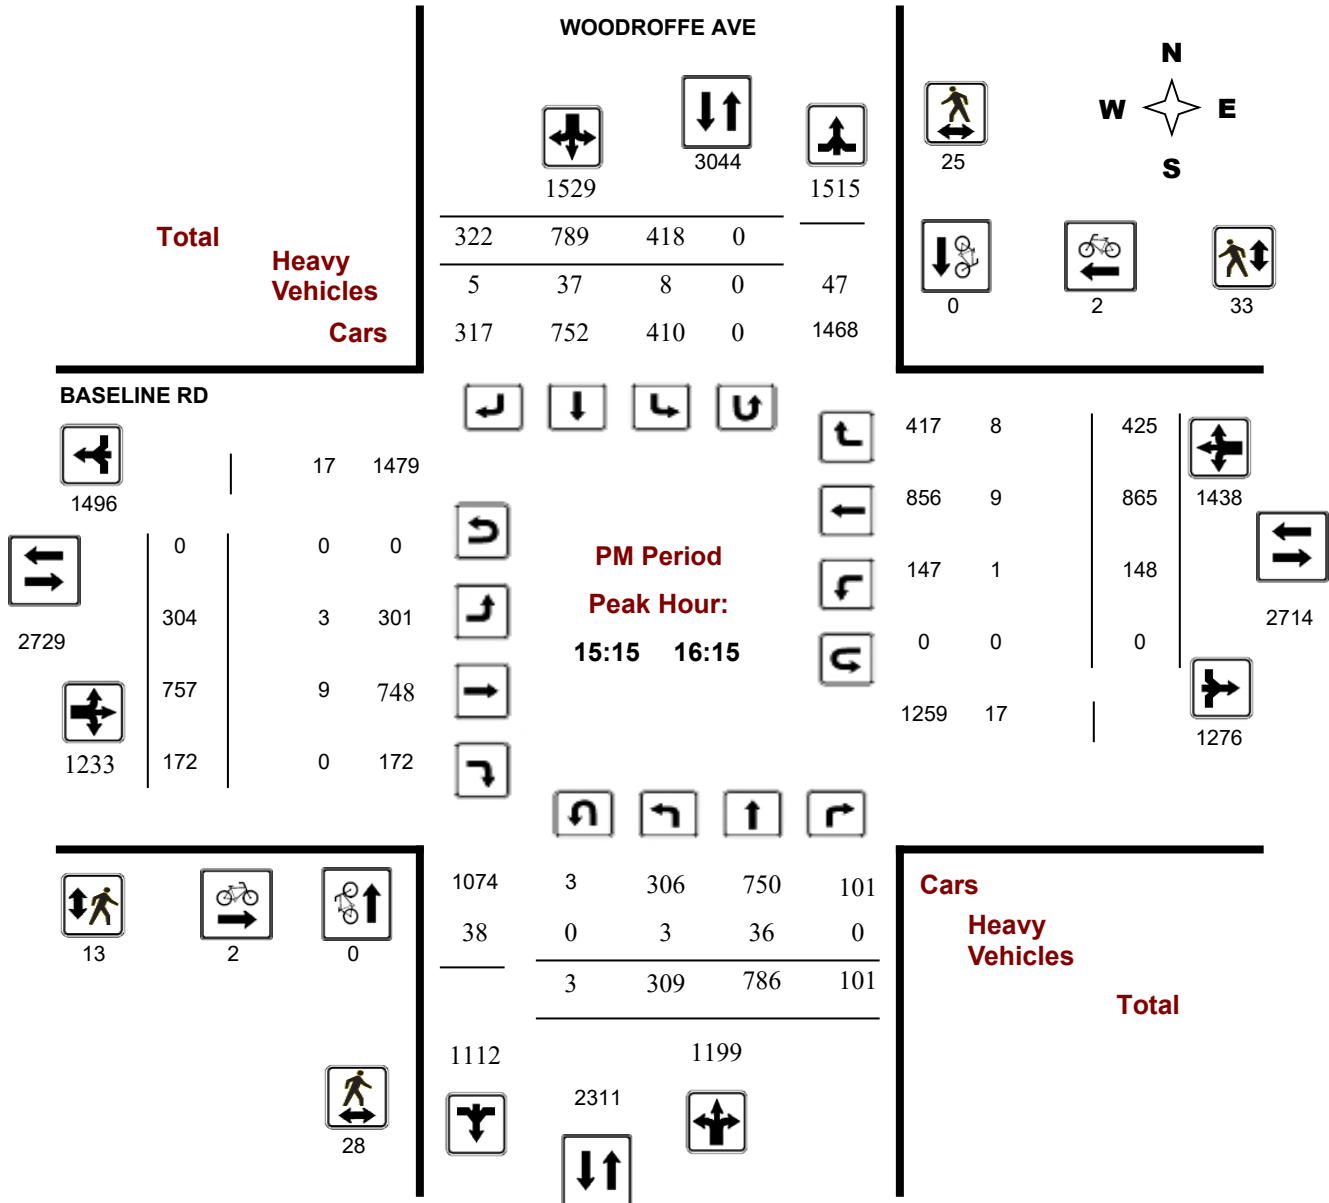 WOODROFFE AVE
N
W E
S
3044
25
1529 1515
Total
322 789 418 0
Heavy
Vehicles
5 37 8 0 47
0 2 33
Cars
317 752 410 0 1468
BASELINE RD
417 8 425
17 1479
1496
856 9 865 1438
0 0 0
PM Period
147 1 148
Peak Hour:
304 3 301
2729
2714
15:15 16:15
0 0 0
757 9 748
1259 17
1276
1233 172 0 172
1074 3 306 750 101
Cars
38 0 3 36 0
Heavy
Vehicles
13 2 0
3 309 786 101
Total
1112 1199
2311
28